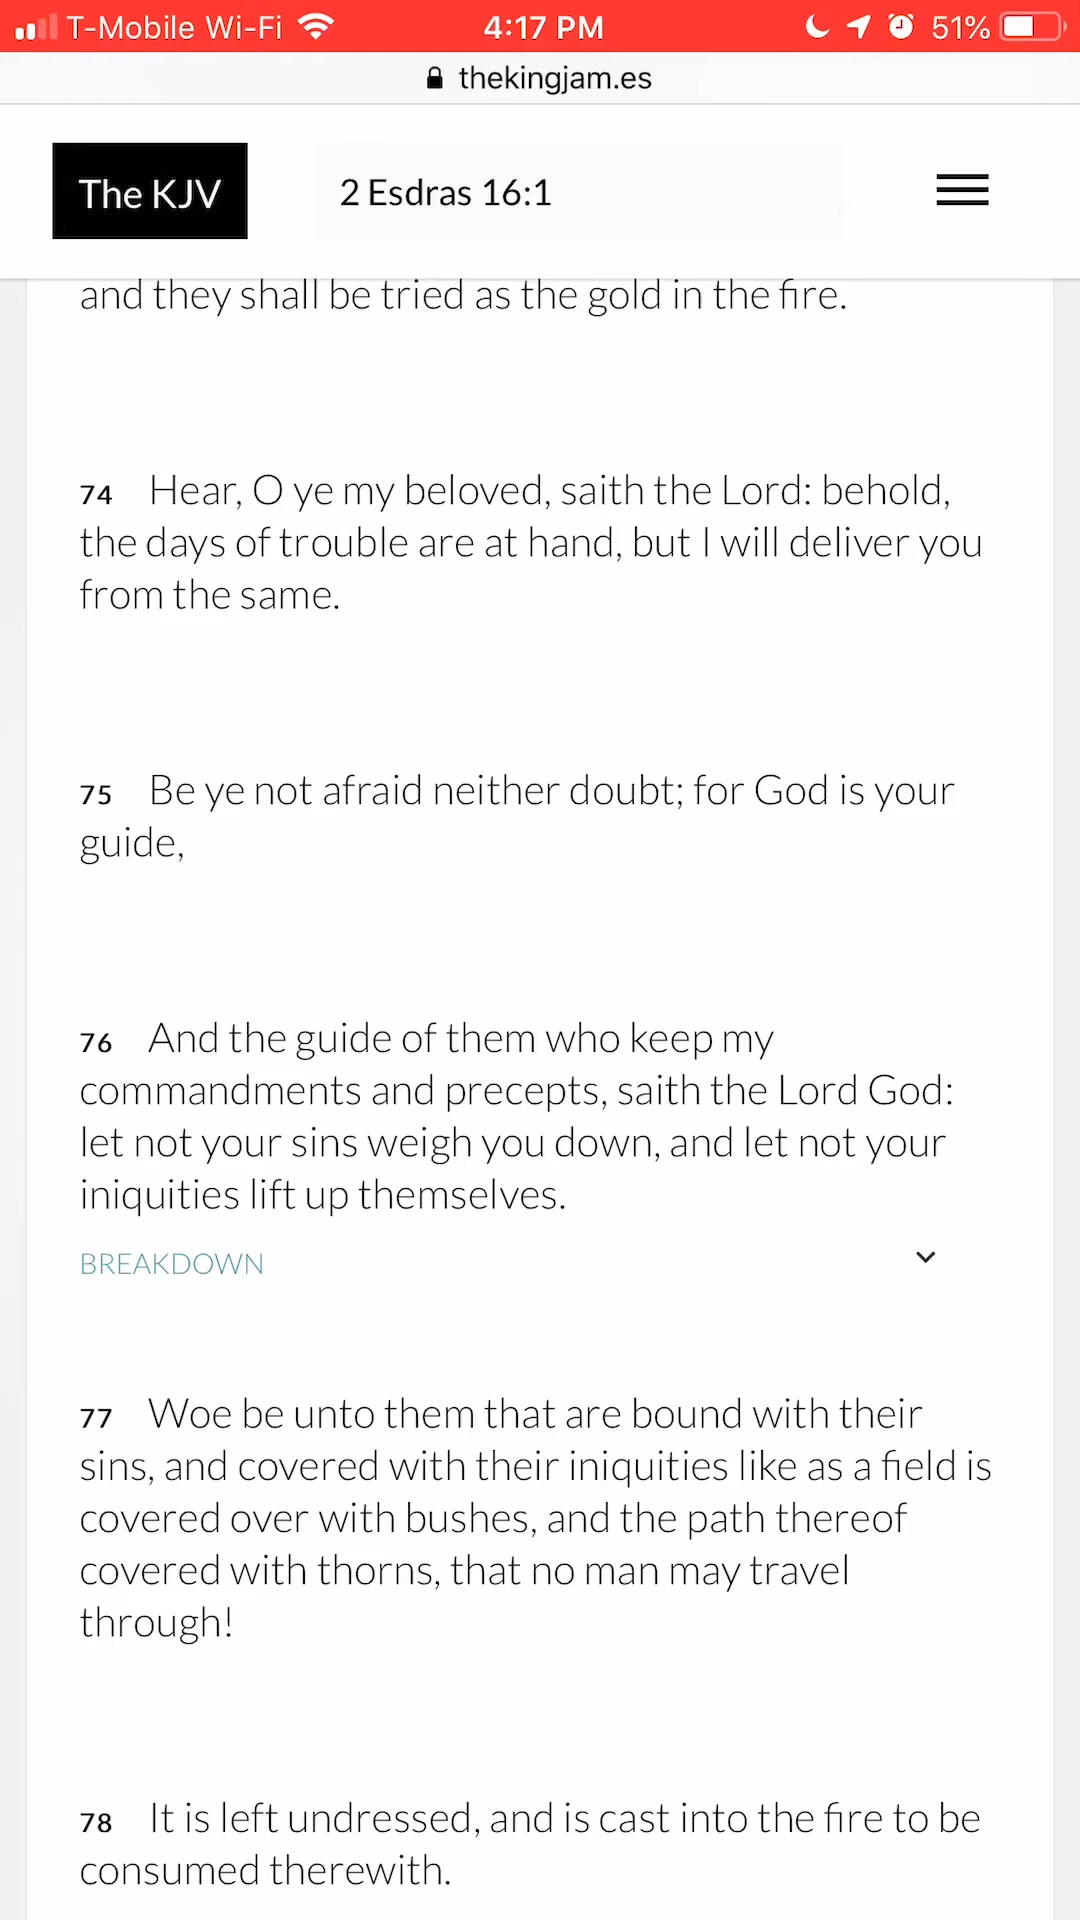 T-Mobile Wi-Fi 4:17 PM 51%
thekingjam.es
The KJV 2 Esdras 16:1
and they shall be tried as the gold in the fire.
74 Hear, O ye my beloved, saith the Lord: behold,
the days of trouble are at hand, but I will deliver you
from the same.
75 Be ye not afraid neither doubt; for God is your
guide,
76 And the guide of them who keep my
commandments and precepts, saith the Lord God:
let not your sins weigh you down, and let not your
iniquities lift up themselves.
BREAKDOWN
77 Woe be unto them that are bound with their
sins, and covered with their iniquities like as a field is
covered over with bushes, and the path thereof
covered with thorns, that no man may travel
through!
78 It is left undressed, and is cast into the fire to be
consumed therewith.